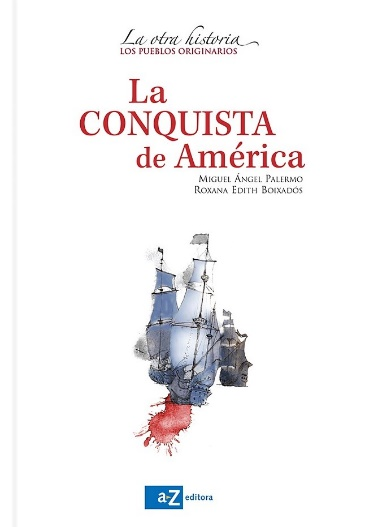 La otra historia
LOS PUEBLOS ORIGINARIOS
La
CONQUISTA
de América
MIGUEL ÁNGEL PALERMO
ROXANA EDITH BOIXADÓS
a-Z editora